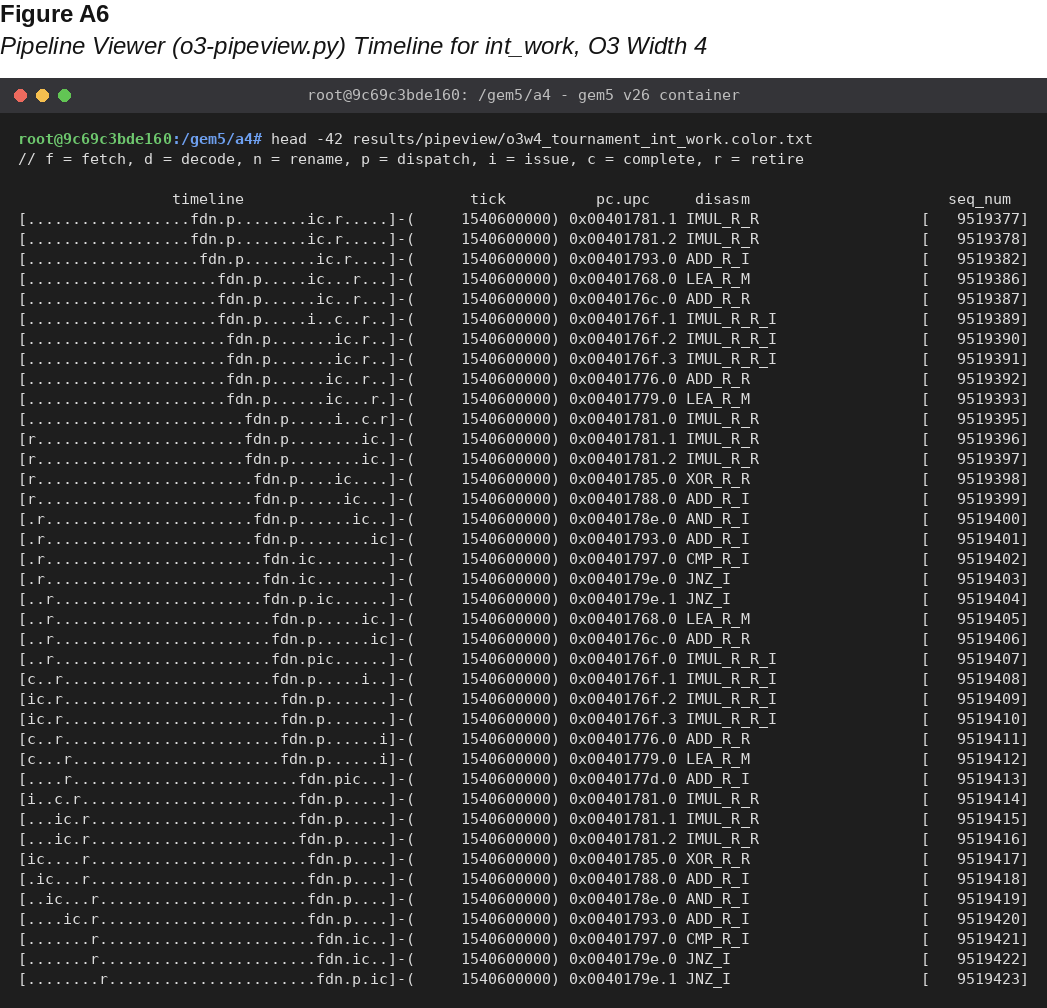 Figure A6
Pipeline Viewer (o3-pipeview.py) Timeline for int_work, O3 Width 4
root@9c69c3bde160: /gem5/a4 - gem5 v26 container
root@9c69c3bde160:/gem5/a4# head -42 results/pipeview/o3w4_tournament_int_work.color.txt
// f = fetch, d = decode, n = rename, p = dispatch, i = issue, c = complete, r = retire
timeline tick pc.upc disasm seq_num
[..................fdn.p........ic.r.....]-( 1540600000) 0x00401781.1 IMUL_R_R [ 9519377]
[..................fdn.p........ic.r.....]-( 1540600000) 0x00401781.2 IMUL_R_R [ 9519378]
[...................fdn.p........ic.r....]-( 1540600000) 0x00401793.0 ADD_R_I [ 9519382]
[.....................fdn.p.....ic...r...]-( 1540600000) 0x00401768.0 LEA_R_M [ 9519386]
[.....................fdn.p......ic..r...]-( 1540600000) 0x0040176c.0 ADD_R_R [ 9519387]
[.....................fdn.p.....i..c..r..]-( 1540600000) 0x0040176f.1 IMUL_R_R_I [ 9519389]
[......................fdn.p.......ic.r..]-( 1540600000) 0x0040176f.2 IMUL_R_R_I [ 9519390]
[......................fdn.p.......ic.r..]-( 1540600000) 0x0040176f.3 IMUL_R_R_I [ 9519391]
[......................fdn.p......ic..r..]-( 1540600000) 0x00401776.0 ADD_R_R [ 9519392]
[......................fdn.p......ic...r.]-( 1540600000) 0x00401779.0 LEA_R_M [ 9519393]
[........................fdn.p.....i..c.r]-( 1540600000) 0x00401781.0 IMUL_R_R [ 9519395]
[r.......................fdn.p........ic.]-( 1540600000) 0x00401781.1 IMUL_R_R [ 9519396]
[r.......................fdn.p........ic.]-( 1540600000) 0x00401781.2 IMUL_R_R [ 9519397]
[r........................fdn.p....ic....]-( 1540600000) 0x00401785.0 XOR_R_R [ 9519398]
[r........................fdn.p.....ic...]-( 1540600000) 0x00401788.0 ADD_R_I [ 9519399]
[.r.......................fdn.p......ic..]-( 1540600000) 0x0040178e.0 AND_R_I [ 9519400]
[.r.......................fdn.p........ic]-( 1540600000) 0x00401793.0 ADD_R_I [ 9519401]
[.r........................fdn.ic........]-( 1540600000) 0x00401797.0 CMP_R_I [ 9519402]
[.r........................fdn.ic........]-( 1540600000) 0x0040179e.0 JNZ_I [ 9519403]
[..r.......................fdn.p.ic......]-( 1540600000) 0x0040179e.1 JNZ_I [ 9519404]
[..r........................fdn.p.....ic.]-( 1540600000) 0x00401768.0 LEA_R_M [ 9519405]
[..r........................fdn.p......ic]-( 1540600000) 0x0040176c.0 ADD_R_R [ 9519406]
[..r........................fdn.pic......]-( 1540600000) 0x0040176f.0 IMUL_R_R_I [ 9519407]
[c..r.......................fdn.p.....i..]-( 1540600000) 0x0040176f.1 IMUL_R_R_I [ 9519408]
[ic.r........................fdn.p.......]-( 1540600000) 0x0040176f.2 IMUL_R_R_I [ 9519409]
[ic.r........................fdn.p.......]-( 1540600000) 0x0040176f.3 IMUL_R_R_I [ 9519410]
[c..r........................fdn.p......i]-( 1540600000) 0x00401776.0 ADD_R_R [ 9519411]
[c...r.......................fdn.p......i]-( 1540600000) 0x00401779.0 LEA_R_M [ 9519412]
[....r.........................fdn.pic...]-( 1540600000) 0x0040177d.0 ADD_R_I [ 9519413]
[i..c.r........................fdn.p.....]-( 1540600000) 0x00401781.0 IMUL_R_R [ 9519414]
[...ic.r.......................fdn.p.....]-( 1540600000) 0x00401781.1 IMUL_R_R [ 9519415]
[...ic.r.......................fdn.p.....]-( 1540600000) 0x00401781.2 IMUL_R_R [ 9519416]
[ic....r........................fdn.p....]-( 1540600000) 0x00401785.0 XOR_R_R [ 9519417]
[.ic...r........................fdn.p....]-( 1540600000) 0x00401788.0 ADD_R_I [ 9519418]
[..ic...r.......................fdn.p....]-( 1540600000) 0x0040178e.0 AND_R_I [ 9519419]
[....ic.r.......................fdn.p....]-( 1540600000) 0x00401793.0 ADD_R_I [ 9519420]
[.......r........................fdn.ic..]-( 1540600000) 0x00401797.0 CMP_R_I [ 9519421]
[.......r........................fdn.ic..]-( 1540600000) 0x0040179e.0 JNZ_I [ 9519422]
[........r.......................fdn.p.ic]-( 1540600000) 0x0040179e.1 JNZ_I [ 9519423]